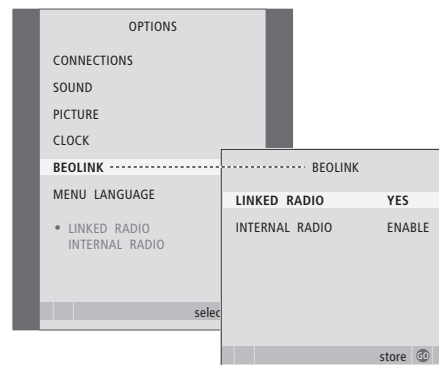 OPTIONS
CONNECTIONS
SOUND
PICTURE
CLOCK
BEOLINK
MENU LANGUAGE
• LINKED RADIO
INTERNAL RADIO
selec
BEOLINK
LINKED RADIO YES
INTERNAL RADIO ENABLE
store GO